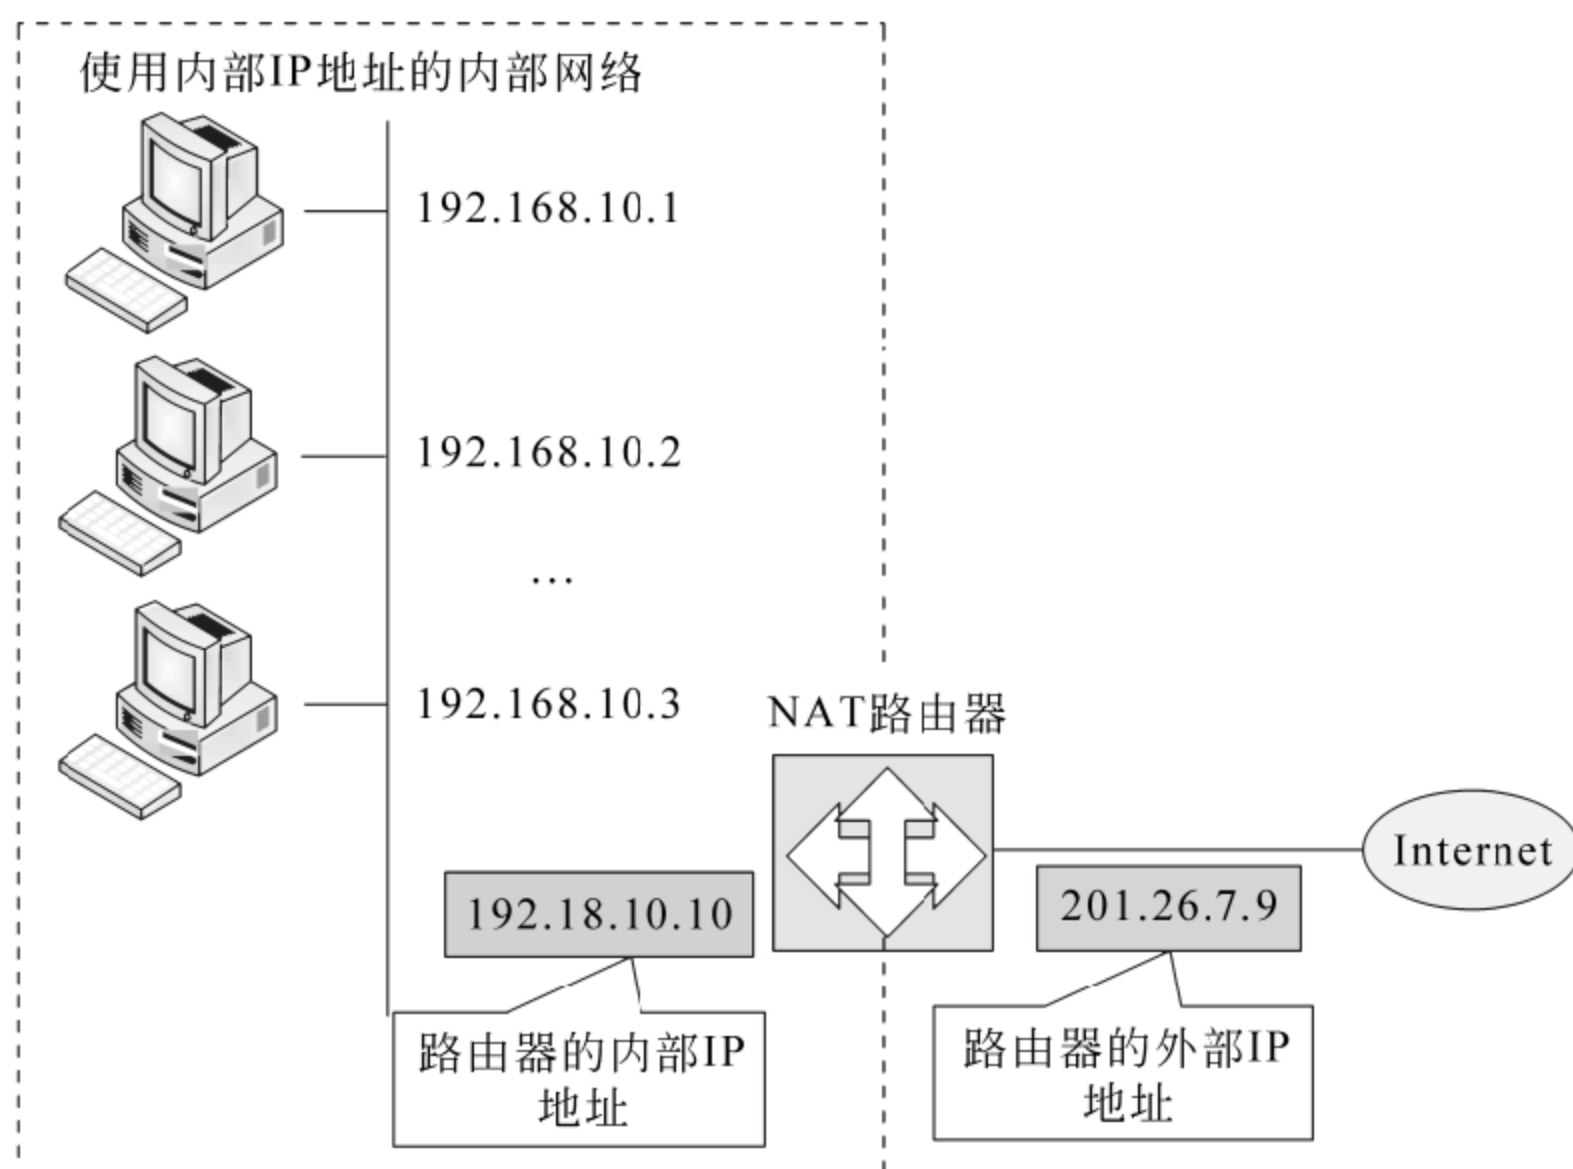 使用内部IP地址的内部网络
192.168.10.1
192.168.10.2
...
192.168.10.3
NAT路由器
Internet
192.18.10.10
201.26.7.9
路由器的内部IP
地址
路由器的外部IP
地址